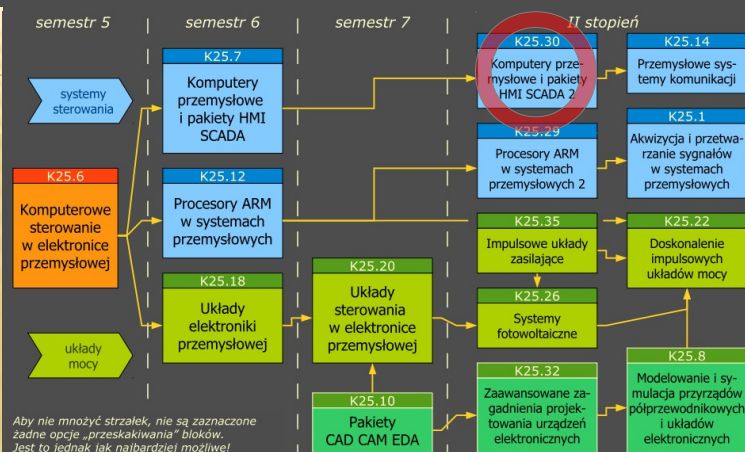 semestr 5
semestr 6
semestr 7
II stopień
systemy
sterowania
K25.6
Komputerowe
sterowanie
w elektronice
przemysłowej
układy
mocy
K25.7
Komputery
przemysłowe
i pakiety HMI
SCADA
K25.12
Procesory ARM
w systemach
przemysłowych
K25.18
Układy
elektroniki
przemysłowej
K25.20
Układy
sterowania
w elektronice
przemysłowej
K25.10
Pakiety
CAD CAM EDA
K25.30
Komputery prze-
mysłowe i pakiety
HMI SCADA 2
K25.14
Przemysłowe sys-
temy komunikacji
K25.29
Procesory ARM
w systemach
przemysłowych 2
K25.1
Akwizycja i przetwa-
rzanie sygnałów
w systemach
przemysłowych
K25.35
Impulsowe układy
zasilające
K25.22
Doskonalenie
impulsowych
układów mocy
K25.26
Systemy
fotowoltaiczne
K25.32
Zaawansowane za-
gadnienia projek-
towania urządzeń
elektronicznych
K25.8
Modelowanie i sy-
mulacja przyrządów
półprzewodnikowych
i układów
elektronicznych
Aby nie mnożyć strzałek, nie są zaznaczone
żadne opcje „przeskakiwania” bloków.
Jest to jednak jak najbardziej możliwe!